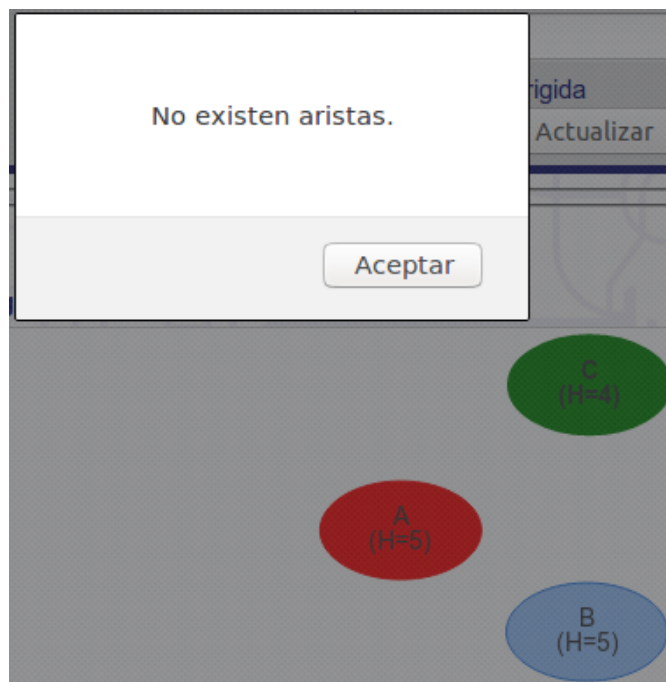 No existen aristas.
rigida
Actualizar
Aceptar
C
(H=4)
A
(H=5)
B
(H=5)